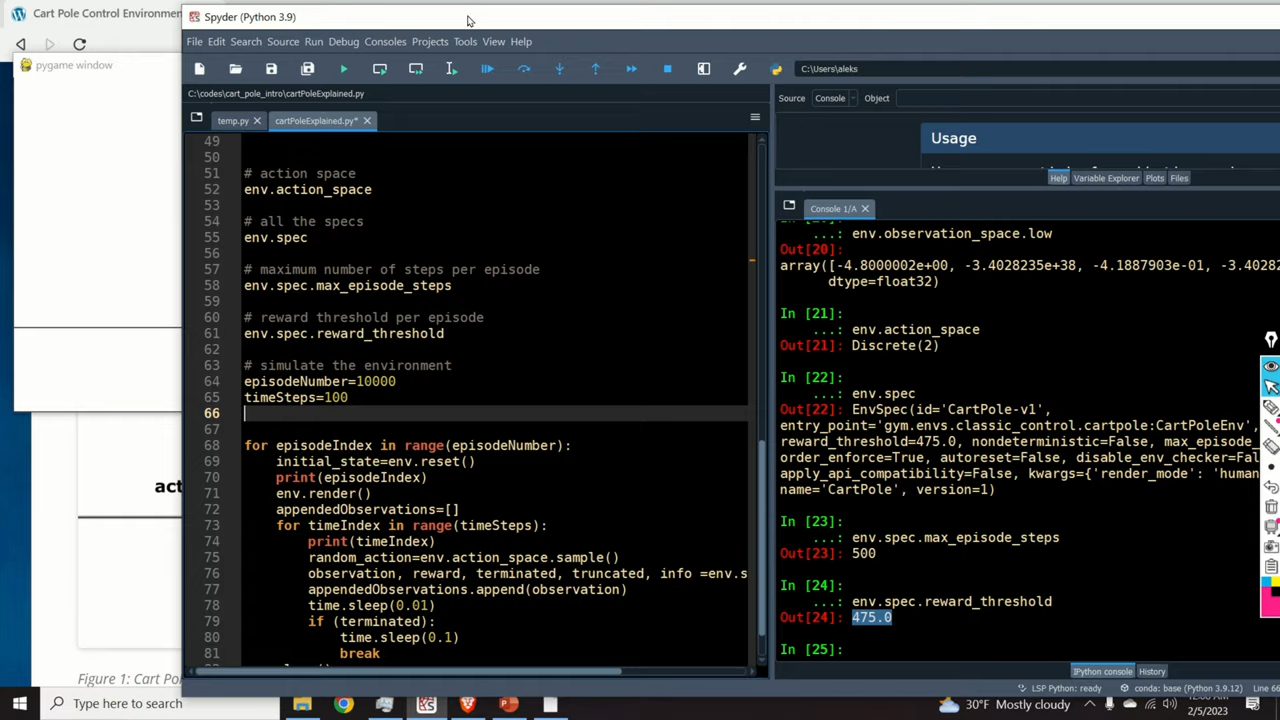 Cart Pole Control Environmen
Spyder (Python 3.9)
pygame window
File Edit Search Source Run Debug Consoles Projects Tools View Help
C:\Users\aleks
C:\codes\cart_pole_intro\cartPoleExplained.py
temp.py
cartPoleExplained.py*
49
50
51 # action space
52 env.action_space
53
54 # all the specs
55 env.spec
56
57 # maximum number of steps per episode
58 env.spec.max_episode_steps
59
60 # reward threshold per episode
61 env.spec.reward_threshold
62
63 # simulate the environment
64 episodeNumber=10000
65 timeSteps=100
66
67
68 for episodeIndex in range(episodeNumber):
69 initial_state=env.reset()
70 print(episodeIndex)
71 env.render()
72 appendedObservations=[]
73 for timeIndex in range(timeSteps):
74 print(timeIndex)
75 random_action=env.action_space.sample()
76 observation, reward, terminated, truncated, info =env.s
77 appendedObservations.append(observation)
78 time.sleep(0.01)
79 if (terminated):
80 time.sleep(0.1)
81 break
Source Console Object
Usage
Help Variable Explorer Plots Files
Console 1/A
...: env.observation_space.low
Out[20]:
array([-4.8000002e+00, -3.4028235e+38, -4.1887903e-01, -3.4028
dtype=float32)
In [21]:
...: env.action_space
Out[21]: Discrete(2)
In [22]:
...: env.spec
Out[22]: EnvSpec(id='CartPole-v1',
entry_point='gym.envs.classic_control.cartpole:CartPoleEnv',
reward_threshold=475.0, nondeterministic=False, max_episode_
order_enforce=True, autoreset=False, disable_env_checker=Fa
apply_api_compatibility=False, kwargs={'render_mode': 'human
name='CartPole', version=1)
In [23]:
...: env.spec.max_episode_steps
Out[23]: 500
In [24]:
...: env.spec.reward_threshold
Out[24]: 475.0
In [25]:
IPython console History
LSP Python: ready
conda: base (Python 3.9.12)
Line 66
act
Figure 1: Cart Po
Type here to search
30°F Mostly cloudy
2/5/2023